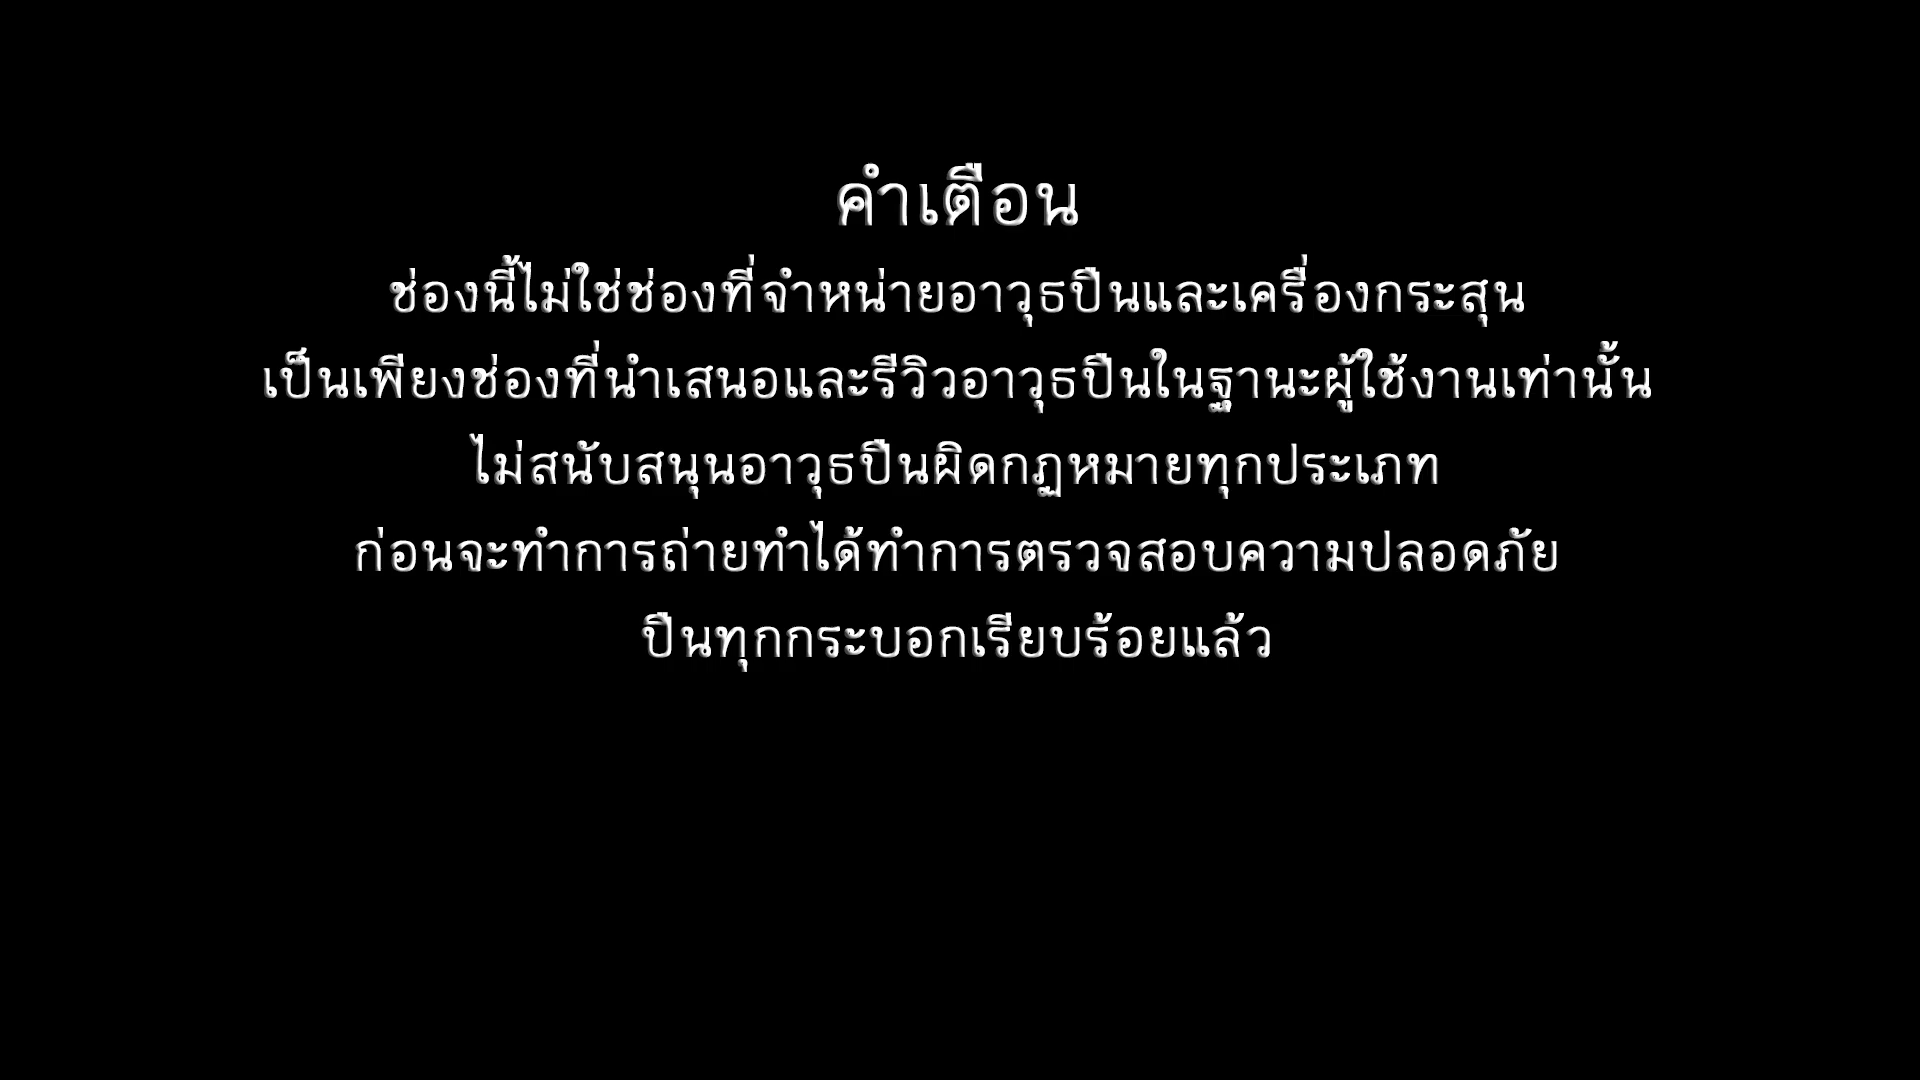 คำเตือน
ช่องนี้ไม่ใช่ช่องที่จำหน่ายอาวุธปืนและเครื่องกระสุน
เป็นเพียงช่องที่นำเสนอและรีวิวอาวุธปืนในฐานะผู้ใช้งานเท่านั้น
ไม่สนับสนุนอาวุธปืนผิดกฏหมายทุกประเภท
ก่อนจะทำการถ่ายทำได้ทำการตรวจสอบความปลอดภัย
ปืนทุกกระบอกเรียบร้อยแล้ว